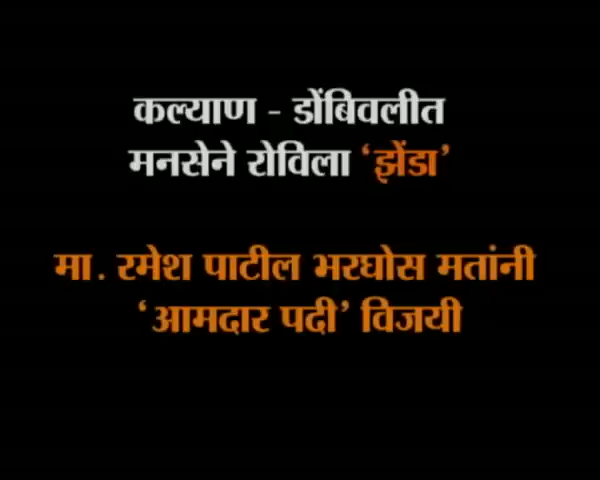 कल्याण - डोंबिवलीत
मनसेने रोविला ‘झेंडा’
मा. रमेश पाटील भरघोस मतांनी
‘आमदार पदी’ विजयी